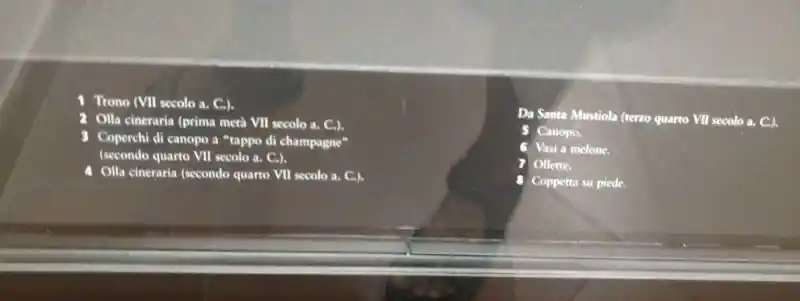 1 Trono (VII secolo a. C.).
2 Olla cineraria (prima metà VII secolo a. C.).
3 Coperchi di canopo a "tappo di champagne"
(secondo quarto VII secolo a. C.).
4 Olla cineraria (secondo quarto VII secolo a. C.).
Da Santa Mustiola (terzo quarto VII secolo a. C.).
5 Canopo.
6 Vasi a melone.
7 Ollette.
8 Coppetta su piede.